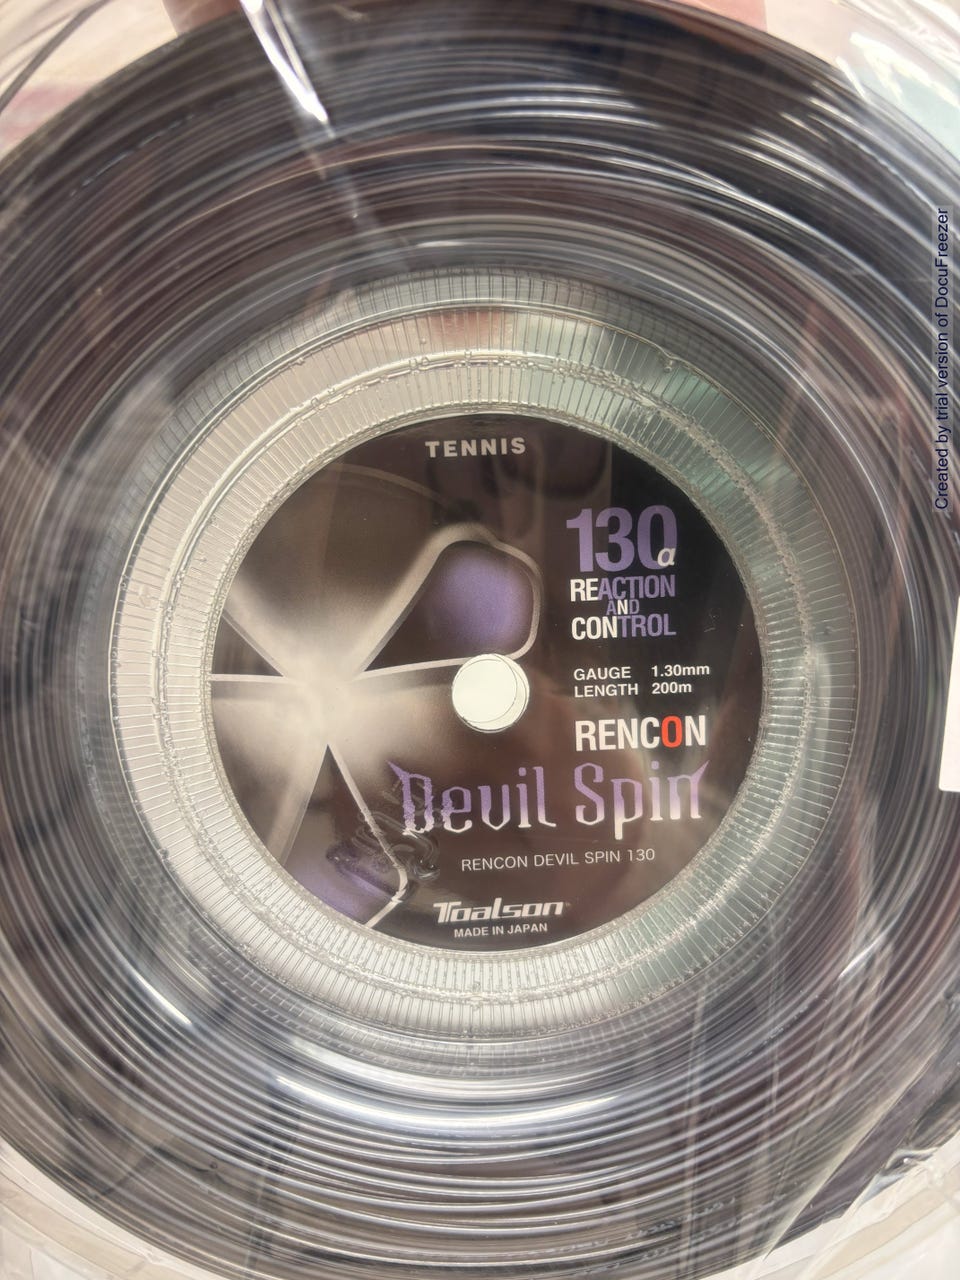 TENNIS
130α
REACTION
AND
CONTROL
GAUGE 1.30mm
LENGTH 200m
RENCON
Devil Spin
RENCON DEVIL SPIN 130
Toalson
MADE IN JAPAN
Created by trial version of DocuFreezer